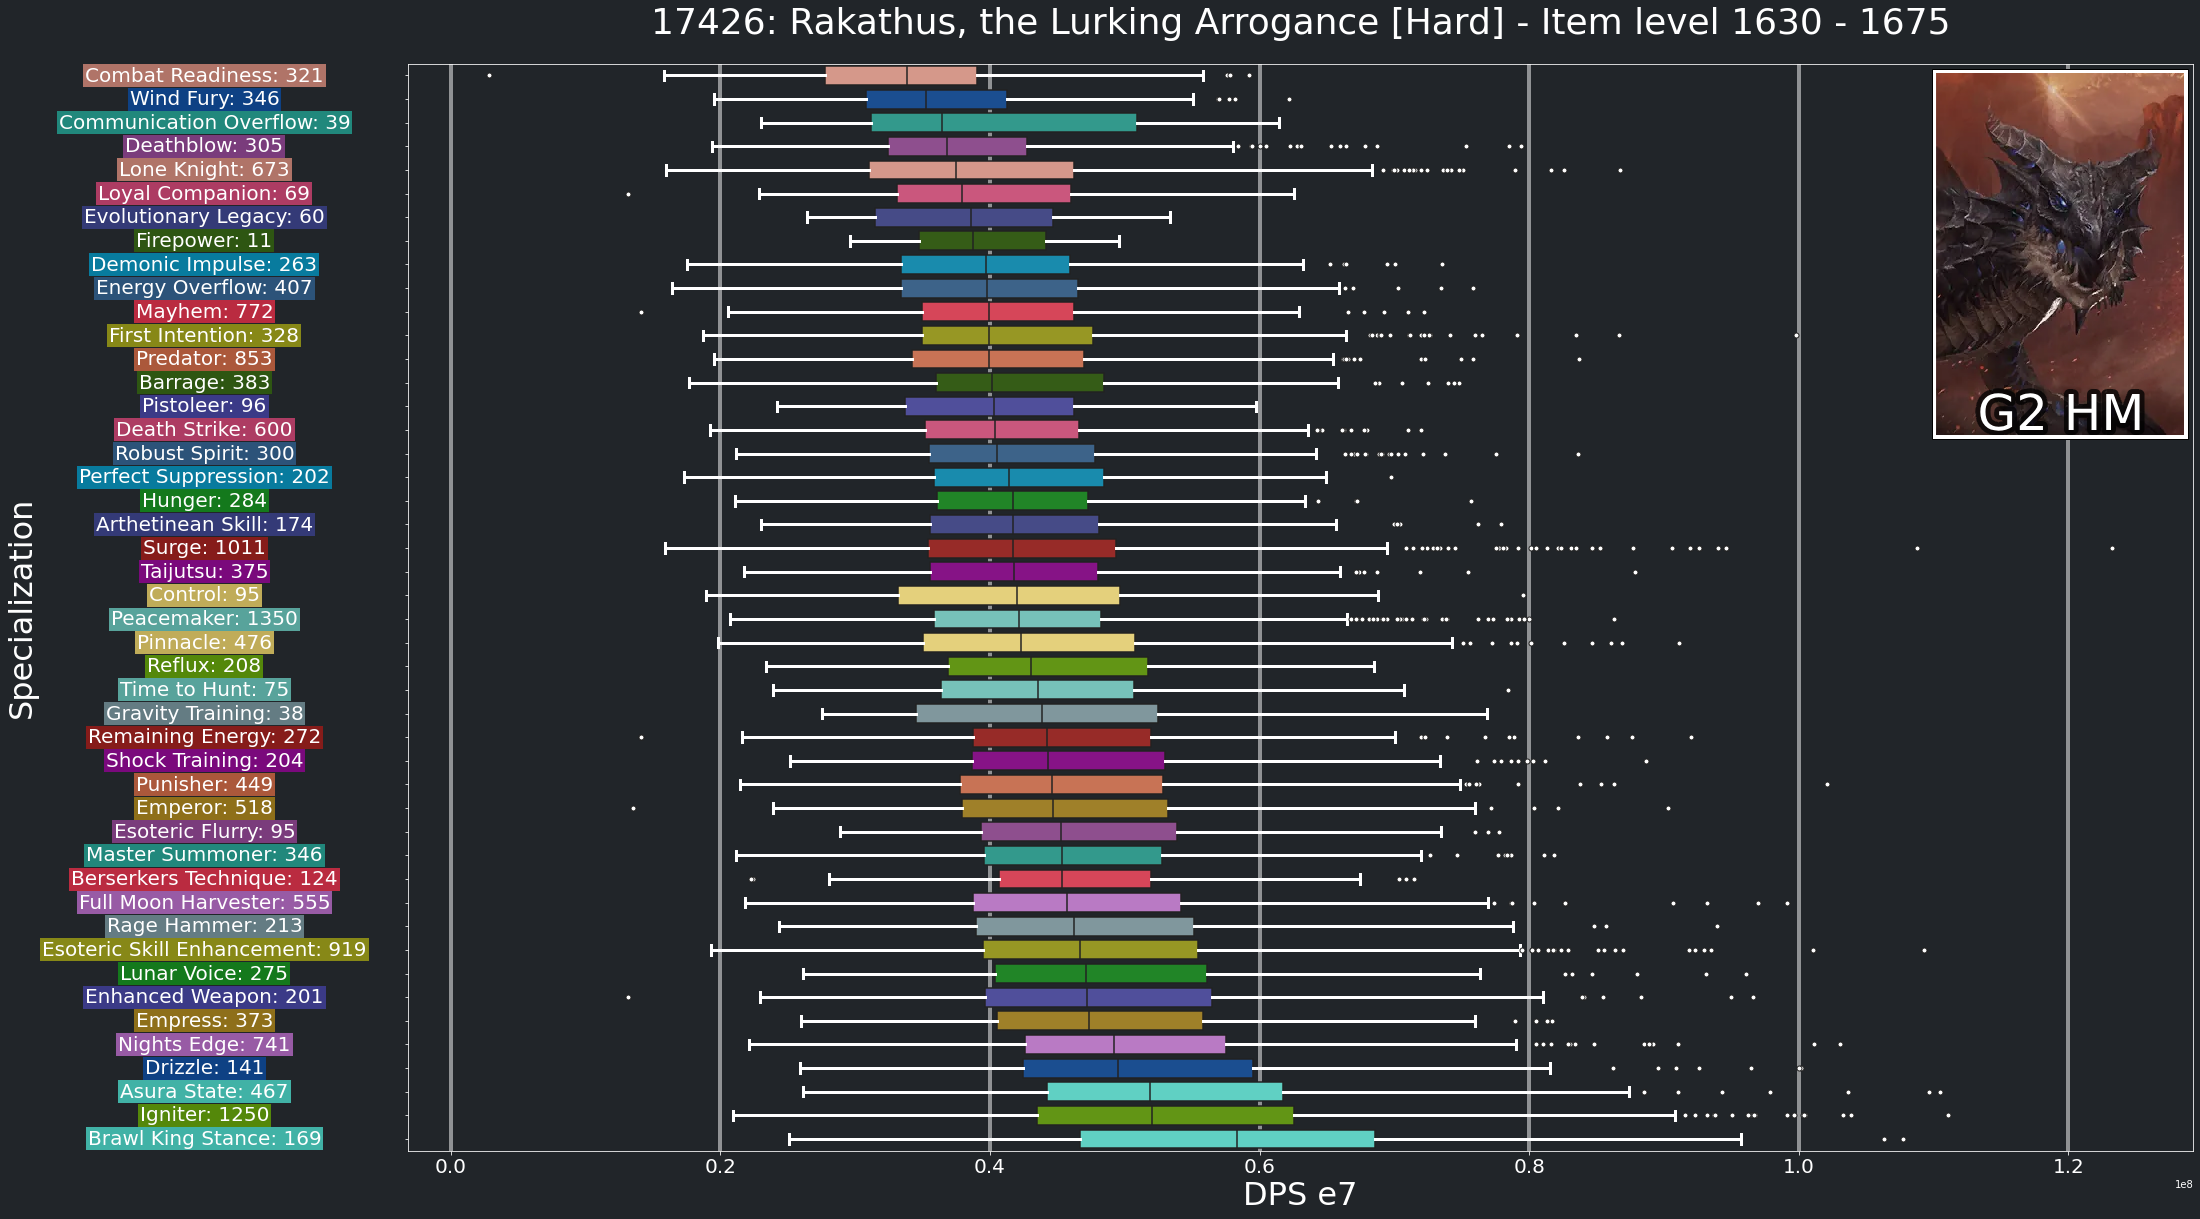 17426: Rakathus, the Lurking Arrogance [Hard] - Item level 1630 - 1675
Combat Readiness: 321
Wind Fury: 346
Communication Overflow: 39
Deathblow: 305
Lone Knight: 673
Loyal Companion: 69
Evolutionary Legacy: 60
Firepower: 11
Demonic Impulse: 263
Energy Overflow: 407
Mayhem: 772
First Intention: 328
Predator: 853
Barrage: 383
Pistoleer: 96
Death Strike: 600
Robust Spirit: 300
Perfect Suppression: 202
Hunger: 284
Arthetinean Skill: 174
Surge: 1011
Taijutsu: 375
Control: 95
Peacemaker: 1350
Pinnacle: 476
Reflux: 208
Time to Hunt: 75
Gravity Training: 38
Remaining Energy: 272
Shock Training: 204
Punisher: 449
Emperor: 518
Esoteric Flurry: 95
Master Summoner: 346
Berserkers Technique: 124
Full Moon Harvester: 555
Rage Hammer: 213
Esoteric Skill Enhancement: 919
Lunar Voice: 275
Enhanced Weapon: 201
Empress: 373
Nights Edge: 741
Drizzle: 141
Asura State: 467
Igniter: 1250
Brawl King Stance: 169
Specialization
G2 HM
0.0 0.2 0.4 0.6 0.8 1.0 1.2
DPS e7
1e8